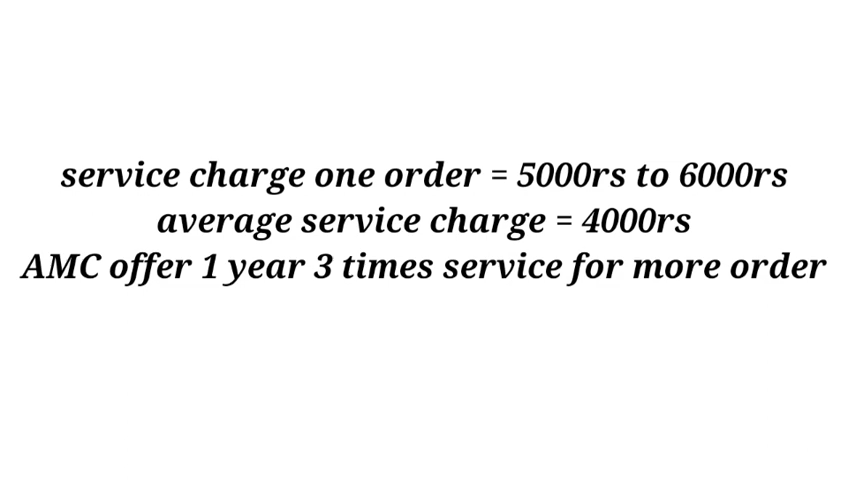 service charge one order = 5000rs to 6000rs
average service charge = 4000rs
AMC offer 1 year 3 times service for more order